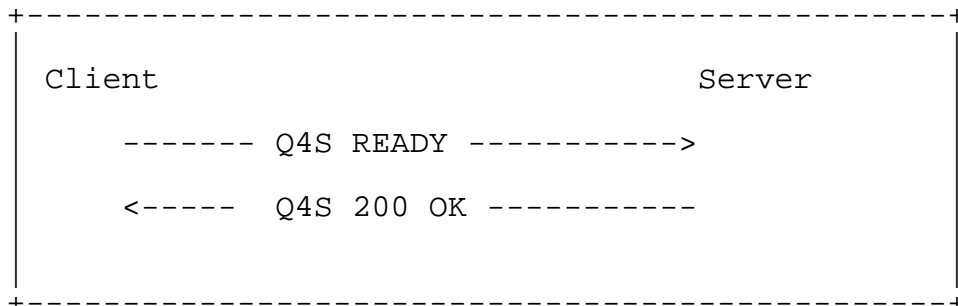 Client Server
------- Q4S READY ----------->
<----- Q4S 200 OK -----------